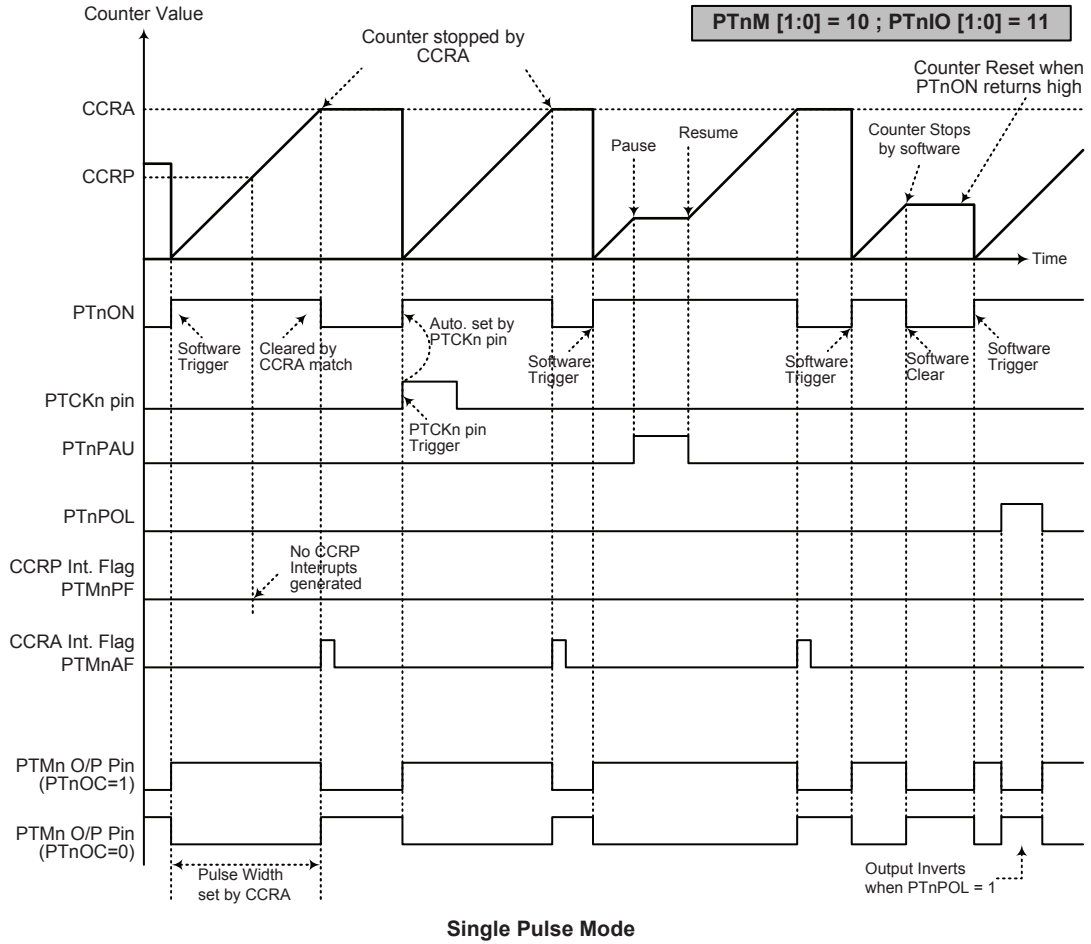 Counter Value
PTnM [1:0] = 10 ; PTnIO [1:0] = 11
Counter stopped by
CCRA
Counter Reset when
PTnON returns high
CCRA
CCRP
Pause
Resume
Counter Stops
by software
Time
PTnON
Software
Trigger
Cleared by
CCRA match
Auto. set by
PTCKn pin
Software
Trigger
Software
Trigger
Software
Clear
Software
Trigger
PTCKn pin
PTCKn pin
Trigger
PTnPAU
PTnPOL
CCRP Int. Flag
PTMnPF
No CCRP
Interrupts
generated
CCRA Int. Flag
PTMnAF
PTMn O/P Pin
(PTnOC=1)
PTMn O/P Pin
(PTnOC=0)
Pulse Width
set by CCRA
Output Inverts
when PTnPOL = 1
Single Pulse Mode